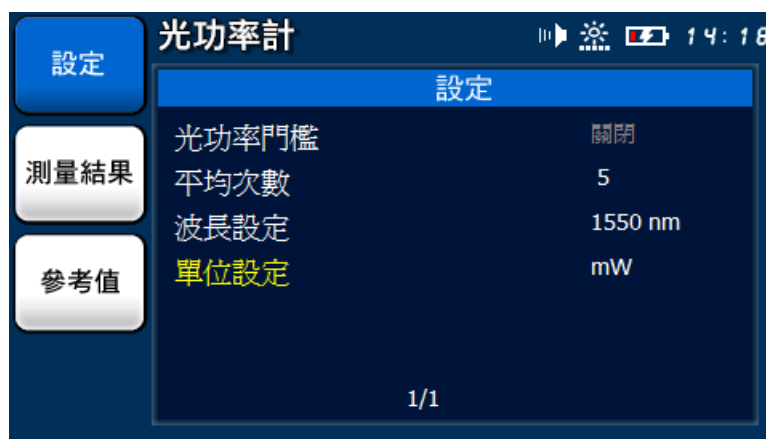 光功率計 14:18
設定
測量結果
參考值
設定
光功率門檻 關閉
平均次數 5
波長設定 1550 nm
單位設定 mW
1/1